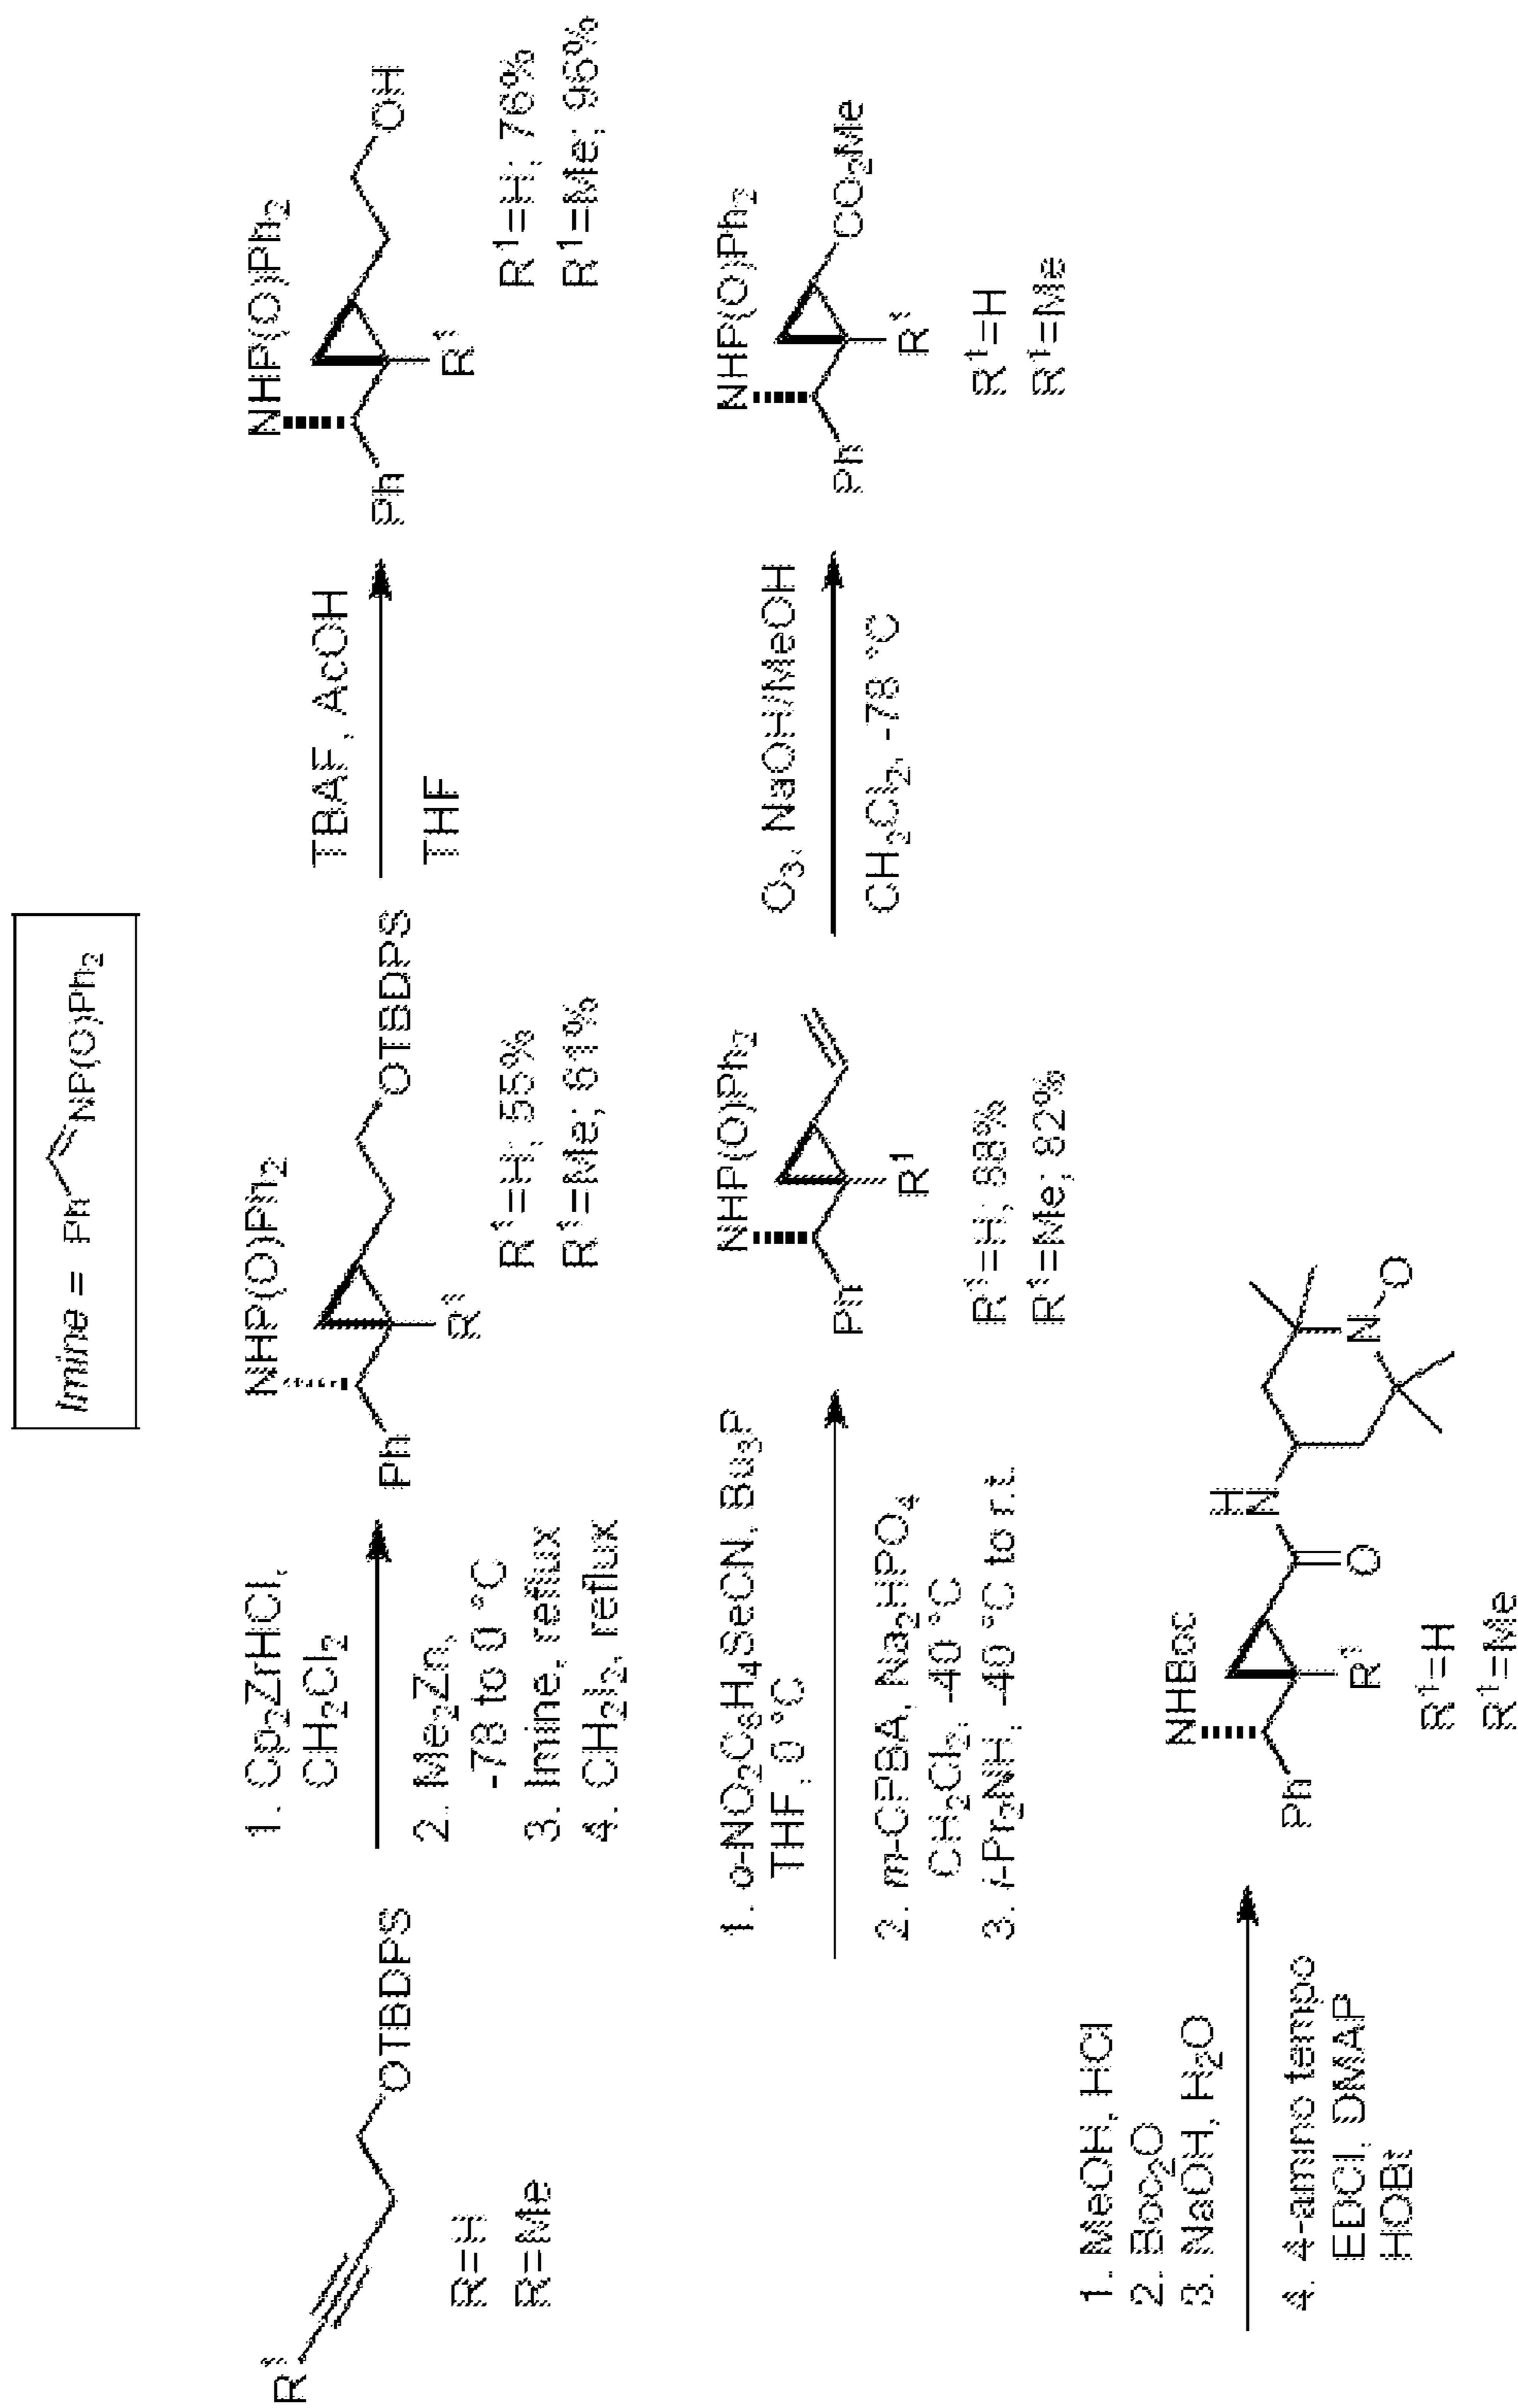 Imine = Ph NP(O)Ph2
R1 OTBDPS
R=H
R=Me
1. Cp2ZrHCl,
CH2Cl2
2. Me2Zn,
-78 to 0 °C
3. Imine, reflux
4. CH2I2, reflux
NHP(O)Ph2
Ph OTBDPS
R1
R1=H; 55%
R1=Me; 61%
TBAF, AcOH
THF
NHP(O)Ph2
Ph OH
R1
R1=H; 76%
R1=Me; 96%
1. o-NO2C6H4SeCN, Bu3P
THF, 0 °C
2. m-CPBA, Na2HPO4
CH2Cl2, -40 °C
3. i-Pr2NH, -40 °C to r.t.
NHP(O)Ph2
Ph
R1
R1=H; 88%
R1=Me; 82%
O3, NaOH/MeOH
CH2Cl2, -78 °C
NHP(O)Ph2
Ph CO2Me
R1
R1=H
R1=Me
1. MeOH, HCl
2. Boc2O
3. NaOH, H2O
4. 4-amino tempo
EDCI, DMAP
HOBt
NHBoc
H
N
Ph
R1
O
N
O
R1=H
R1=Me